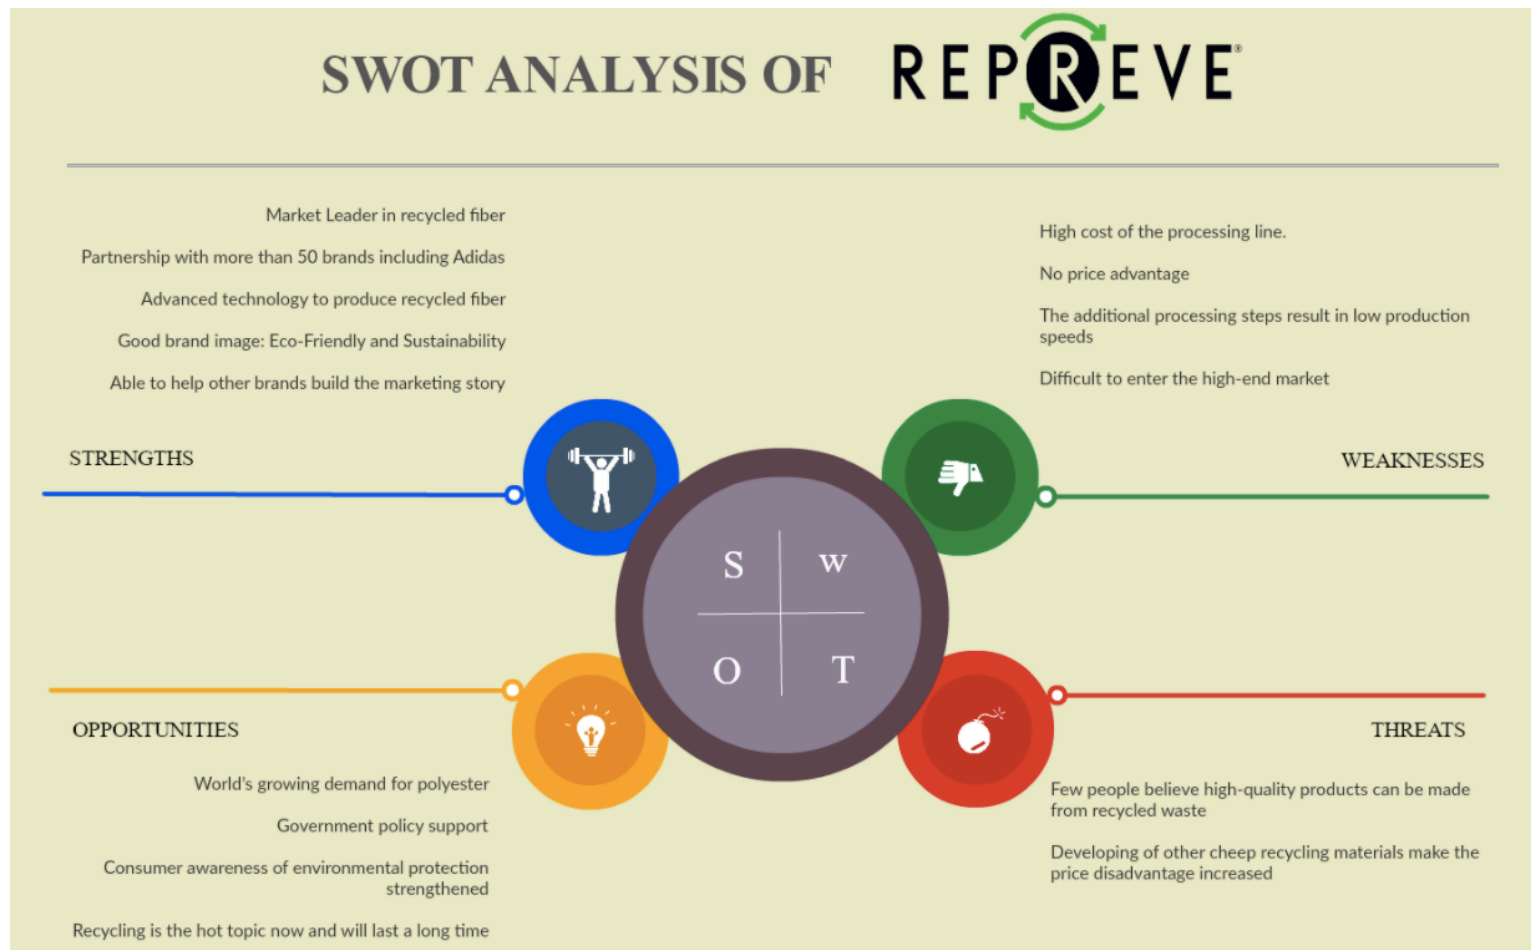 SWOT ANALYSIS OF REPREVE®
Market Leader in recycled fiber
Partnership with more than 50 brands including Adidas
Advanced technology to produce recycled fiber
Good brand image: Eco-Friendly and Sustainability
Able to help other brands build the marketing story
STRENGTHS
High cost of the processing line.
No price advantage
The additional processing steps result in low production
speeds
Difficult to enter the high-end market
WEAKNESSES
S w
O T
OPPORTUNITIES
World's growing demand for polyester
Government policy support
Consumer awareness of environmental protection
strengthened
Recycling is the hot topic now and will last a long time
THREATS
Few people believe high-quality products can be made
from recycled waste
Developing of other cheep recycling materials make the
price disadvantage increased